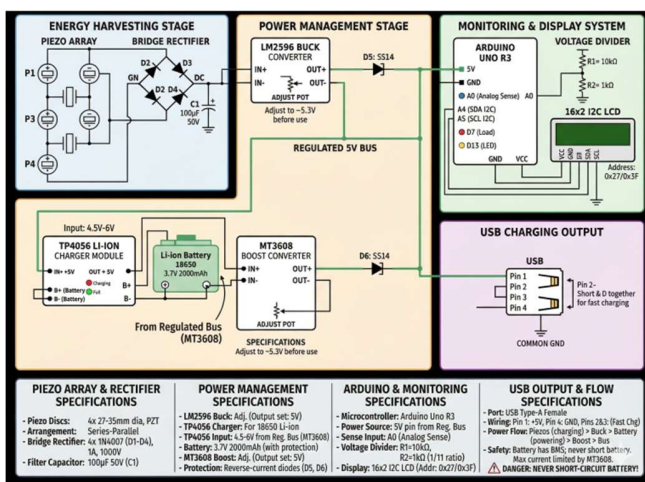 ENERGY HARVESTING STAGE
PIEZO ARRAY
BRIDGE RECTIFIER
P1
P3
P4
D2
D3
D2
D4
GN
DC
C1
100µF
50V
POWER MANAGEMENT STAGE
LM2596 BUCK
CONVERTER
IN+
IN-
OUT+
OUT-
ADJUST POT
Adjust to ~5.3V
before use
D5: SS14
REGULATED 5V BUS
MONITORING & DISPLAY SYSTEM
ARDUINO
UNO R3
5V
GND
A0 (Analog Sense)
A0
A4 (SDA I2C)
A5 (SCL I2C)
D7 (Load)
D13 (LED)
GND
VCC
VOLTAGE DIVIDER
R1= 10kΩ
R2= 1kΩ
16x2 I2C LCD
VCC
GND
SDA
SCL
Address:
0x27/0x3F
Input: 4.5V-6V
TP4056 LI-ION
CHARGER MODULE
IN+ +5V
OUT + 5V
Charging
Full
B+
B-
B+ (Battery)
B- (Battery)
Li-ion Battery
18650
3.7V 2000mAh
From Regulated Bus
(MT3608)
MT3608
BOOST CONVERTER
IN+
IN-
OUT+
OUT-
ADJUST POT
SPECIFICATIONS
Adjust to ~5.3V before use
D6: SS14
USB CHARGING OUTPUT
USB
Pin 1
Pin 2
Pin 3
Pin 4
Pin 2-
Short & D together
for fast charging
COMMON GND
PIEZO ARRAY & RECTIFIER
SPECIFICATIONS
- Piezo Discs: 4x 27-35mm dia, PZT
- Arrangement: Series-Parallel
- Bridge Rectifier: 4x 1N4007 (D1-D4),
1A, 1000V
- Filter Capacitor: 100µF 50V (C1)
POWER MANAGEMENT
SPECIFICATIONS
- LM2596 Buck: Adj. (Output set: 5V)
- TP4056 Charger: For 18650 Li-ion
- TP4056 Input: 4.5-6V from Reg. Bus (MT3608)
- Battery: 3.7V 2000mAh (with protection)
- MT3608 Boost: Adj. (Output set: 5V)
- Protection: Reverse-current diodes (D5, D6)
ARDUINO & MONITORING
SPECIFICATIONS
- Microcontroller: Arduino Uno R3
- Power Source: 5V pin from Reg. Bus
- Sense Input: A0 (Analog Sense)
- Voltage Divider: R1=10kΩ,
R2=1kΩ (1/11 ratio)
- Display: 16x2 I2C LCD (Addr: 0x27/0x3F)
USB OUTPUT & FLOW
SPECIFICATIONS
- Port: USB Type-A Female
- Wiring: Pin 1: +5V, Pin 4: GND, Pins 2&3: (Fast Chg)
- Power Flow: Piezos (charging) > Buck > Battery
(powering) > Boost > Bus
- Safety: Battery has BMS; never short battery.
Max current limited by MT3608.
DANGER: NEVER SHORT-CIRCUIT BATTERY!